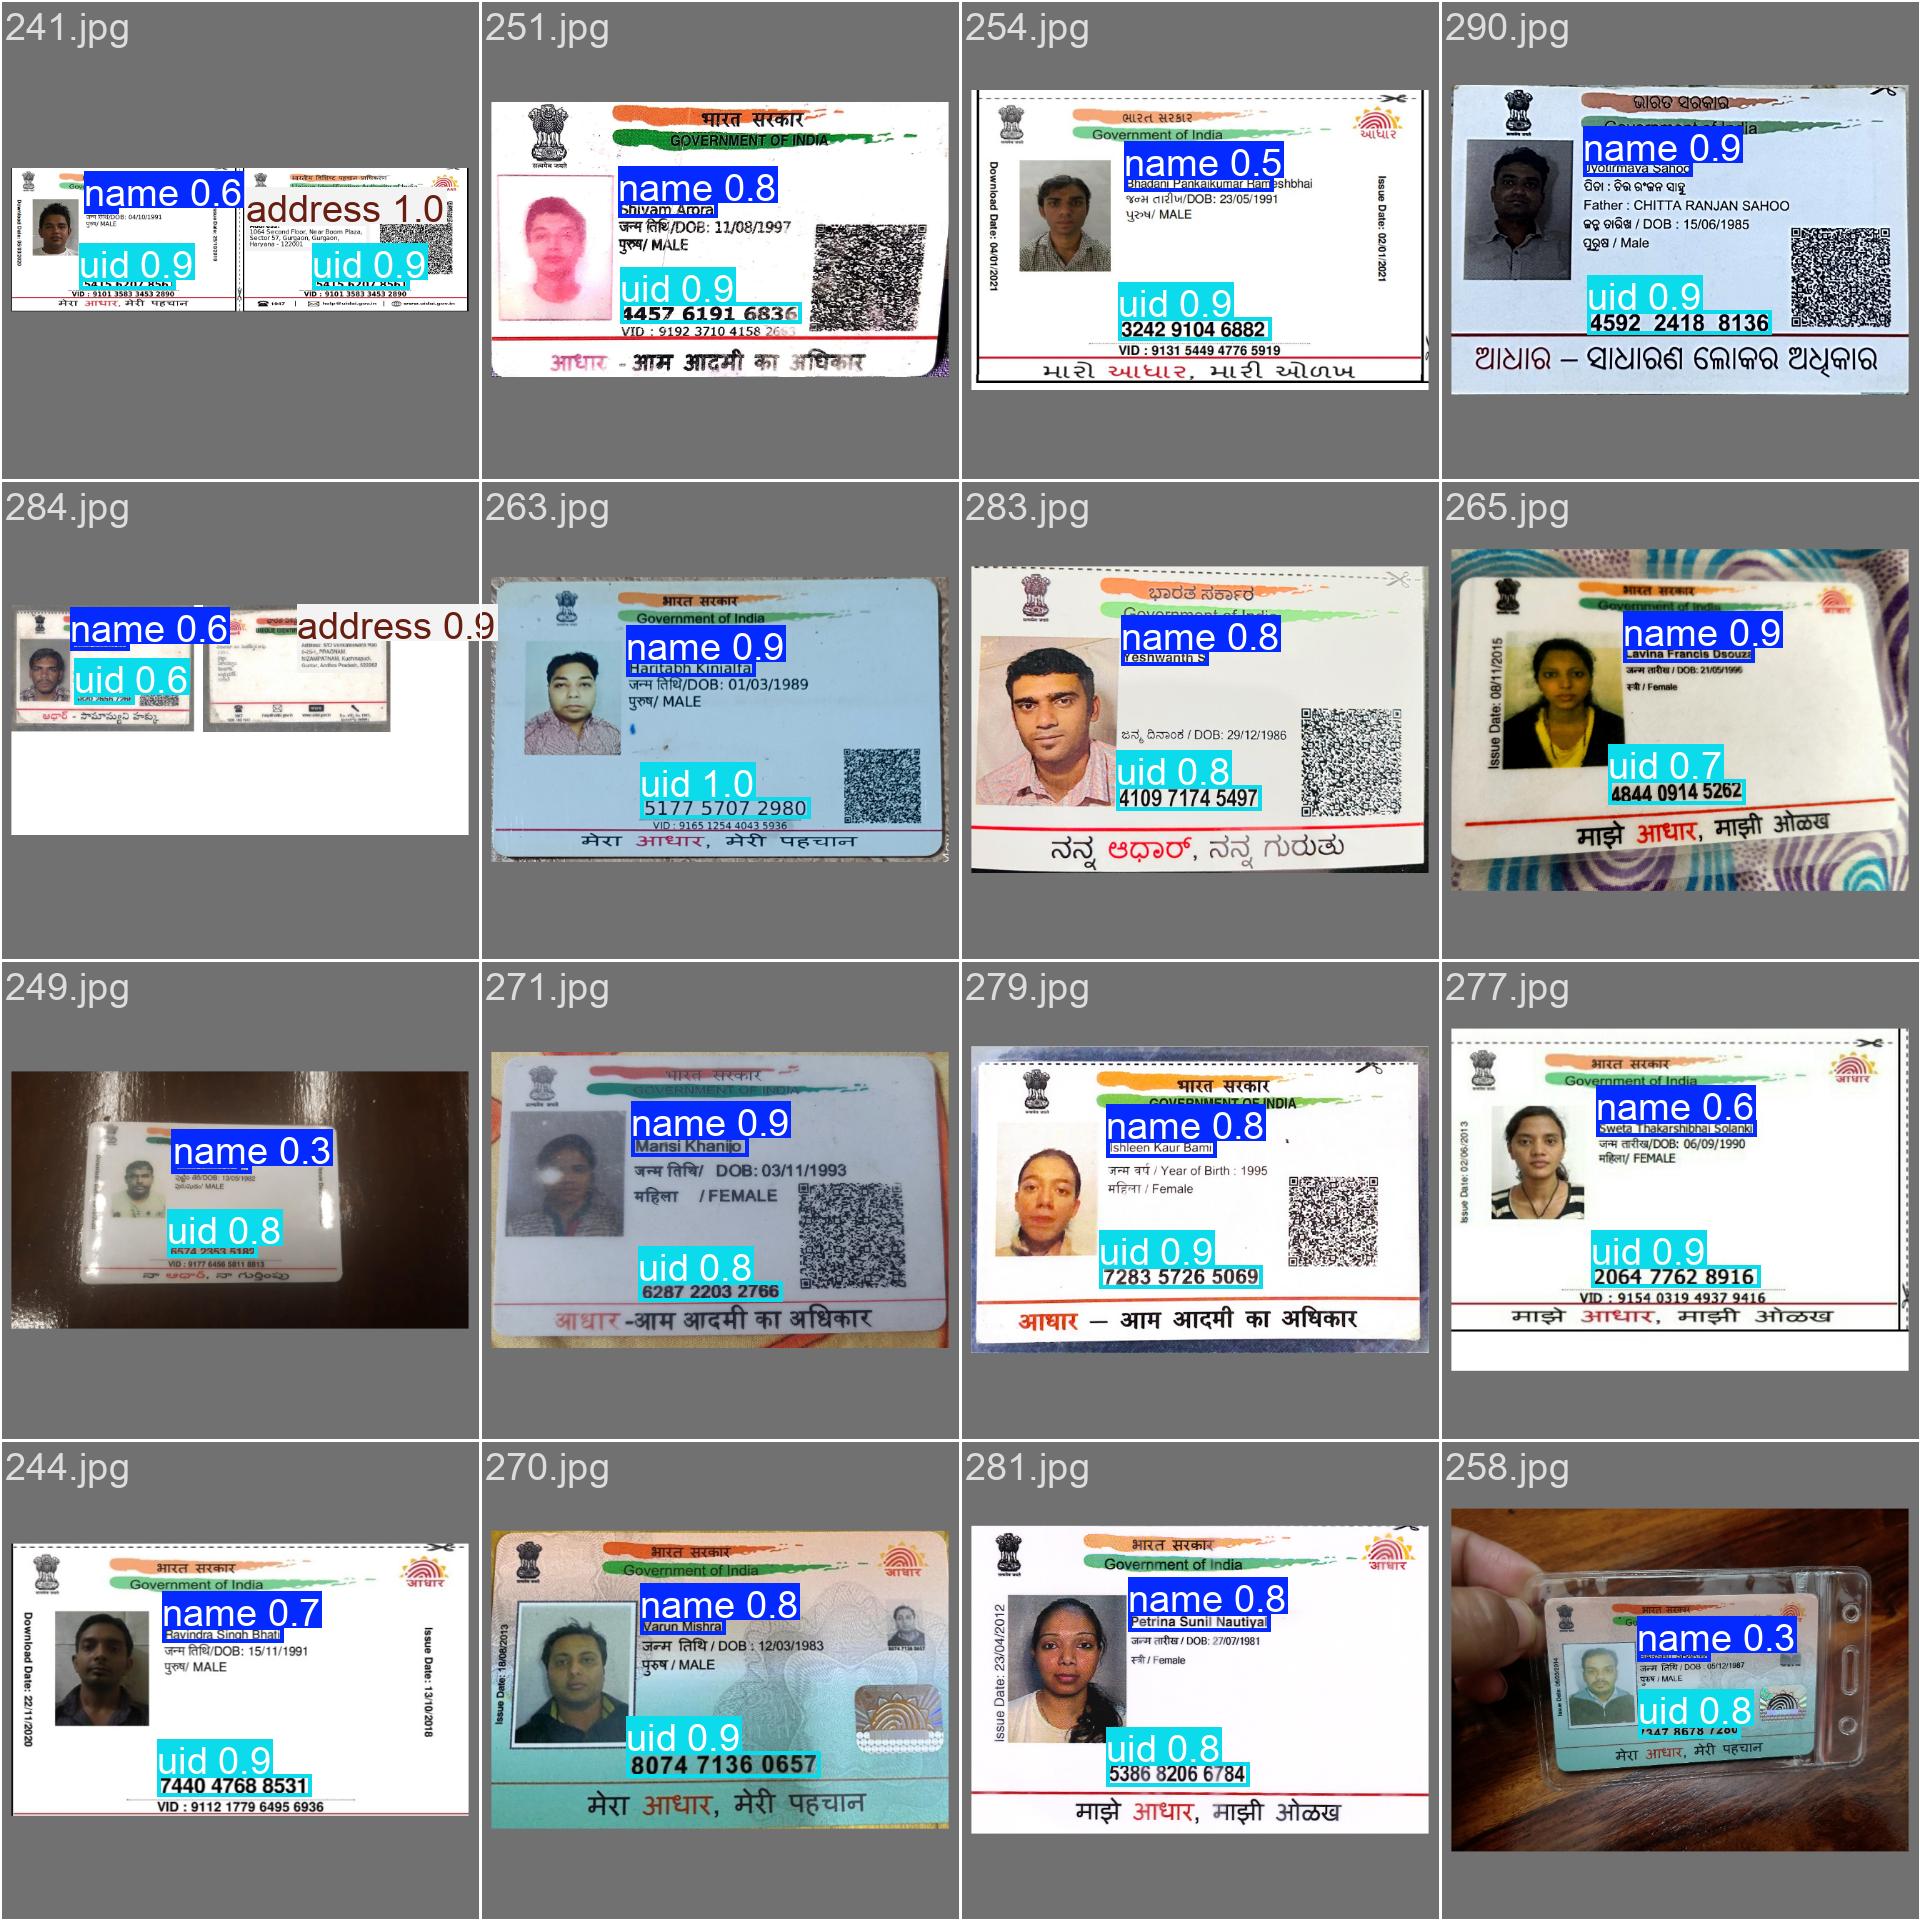 241.jpg
name 0.6
जन्म तिथि/DOB: 04/10/1991
पुरुष/ MALE
uid 0.9
VID : 9101 3583 3453 2890
मेरा आधार, मेरी पहचान
address 1.0
1064 Second Floor, Near Boom Plaza,
Sector 57, Gurgaon, Gurgaon,
Haryana - 122001
uid 0.9
VID : 9101 3583 3453 2890
1947 help@uidai.gov.in www.uidai.gov.in
251.jpg
भारत सरकार
GOVERNMENT OF INDIA
name 0.8
Shivam Arora
जन्म तिथि/DOB: 11/08/1997
पुरुष/ MALE
uid 0.9
4457 6191 6836
VID : 9192 3710 4158
आधार - आम आदमी का अधिकार
254.jpg
ભારત સરકાર
Government of India
આધાર
name 0.5
Bhadani Pankajkumar Rameshbhai
જન્મ તારીખ/DOB: 23/05/1991
પુરુષ/ MALE
Download Date: 04/01/2021
Issue Date: 02/01/2021
uid 0.9
3242 9104 6882
VID : 9131 5449 4776 5919
મારો આધાર, મારી ઓળખ
290.jpg
ଭାରତ ସରକାର
name 0.9
Jyotirmaya Sahoo
ପିତା : ଚିର ରଂଜନ ସାହୁ
Father : CHITTA RANJAN SAHOO
ଜନ୍ମ ତାରିଖ / DOB : 15/06/1985
ପୁରୁଷ / Male
uid 0.9
4592 2418 8136
ଆଧାର – ସାଧାରଣ ଲୋକର ଅଧିକାର
284.jpg
name 0.6
uid 0.6
ఆధార్ - సామాన్యుని హక్కు
address 0.9
263.jpg
भारत सरकार
Government of India
name 0.9
Haritabh Kinjalta
जन्म तिथि/DOB: 01/03/1989
पुरुष/ MALE
uid 1.0
5177 5707 2980
VID : 9165 1254 4043 5936
मेरा आधार, मेरी पहचान
283.jpg
ಭಾರತ ಸರ್ಕಾರ
Government of India
name 0.8
Yeshwanth S
ಜನ್ಮ ದಿನಾಂಕ / DOB: 29/12/1986
uid 0.8
4109 7174 5497
ನನ್ನ ಆಧಾರ್, ನನ್ನ ಗುರುತು
265.jpg
भारत सरकार
Government of India
name 0.9
Lavina Francis Dsouza
जन्म तारीख / DOB: 21/05/1996
स्त्री / Female
Issue Date: 08/11/2015
uid 0.7
4844 0914 5262
माझे आधार, माझी ओळख
249.jpg
name 0.3
పుట్టిన తేదీ/DOB: 13/05/1982
పురుషుడు/ MALE
uid 0.8
6574 2353 5182
VID : 9177 6456 5811 8813
నా ఆధార్, నా గుర్తింపు
271.jpg
भारत सरकार
GOVERNMENT OF INDIA
name 0.9
Mansi Khanijo
जन्म तिथि/ DOB: 03/11/1993
महिला / FEMALE
uid 0.8
6287 2203 2766
आधार -आम आदमी का अधिकार
279.jpg
भारत सरकार
GOVERNMENT OF INDIA
name 0.8
Ishleen Kaur Bami
जन्म वर्ष / Year of Birth : 1995
महिला / Female
uid 0.9
7283 5726 5069
आधार – आम आदमी का अधिकार
277.jpg
भारत सरकार
Government of India
आधार
name 0.6
Sweta Thakarshibhai Solanki
जन्म तारीख/DOB: 06/09/1990
महिला/ FEMALE
Issue Date: 02/06/2013
uid 0.9
2064 7762 8916
VID : 9154 0319 4937 9416
माझे आधार, माझी ओळख
244.jpg
भारत सरकार
Government of India
आधार
name 0.7
Ravindra Singh Bhati
जन्म तिथि/DOB: 15/11/1991
पुरुष/ MALE
Download Date: 22/11/2020
Issue Date: 13/10/2018
uid 0.9
7440 4768 8531
VID : 9112 1779 6495 6936
270.jpg
भारत सरकार
Government of India
आधार
name 0.8
Varun Mishra
जन्म तिथि / DOB : 12/03/1983
पुरुष / MALE
Issue Date: 18/08/2013
uid 0.9
8074 7136 0657
मेरा आधार, मेरी पहचान
281.jpg
भारत सरकार
Government of India
आधार
name 0.8
Petrina Sunil Nautiyal
जन्म तारीख / DOB: 27/07/1981
स्त्री / Female
Issue Date: 23/04/2012
uid 0.8
5386 8206 6784
माझे आधार, माझी ओळख
258.jpg
भारत सरकार
name 0.3
जन्म तिथि / DOB : 05/12/1987
पुरुष / MALE
uid 0.8
मेरा आधार, मेरी पहचान